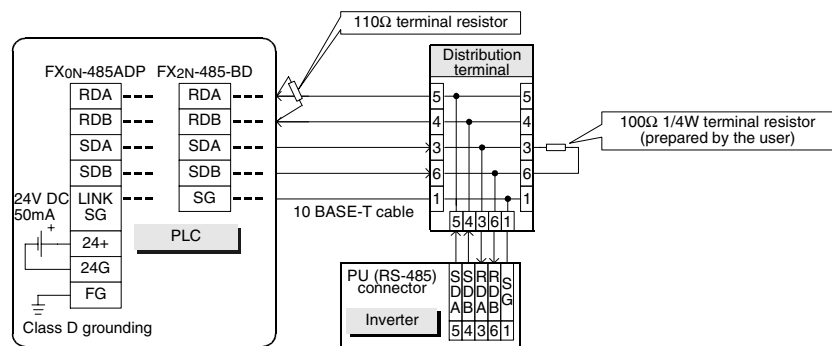 110Ω terminal resistor
Distribution
terminal
FX0N-485ADP FX2N-485-BD
RDA RDA 5 5
RDB RDB 4 4
SDA SDA 3 3
SDB SDB 6 6
LINK
SG
SG 1 1
100Ω 1/4W terminal resistor
(prepared by the user)
24V DC
50mA
+
10 BASE-T cable
5 4 3 6 1
24+
PLC
24G
FG
Class D grounding
PU (RS-485)
connector
Inverter
SDA SDB RDA RDB SG
5 4 3 6 1